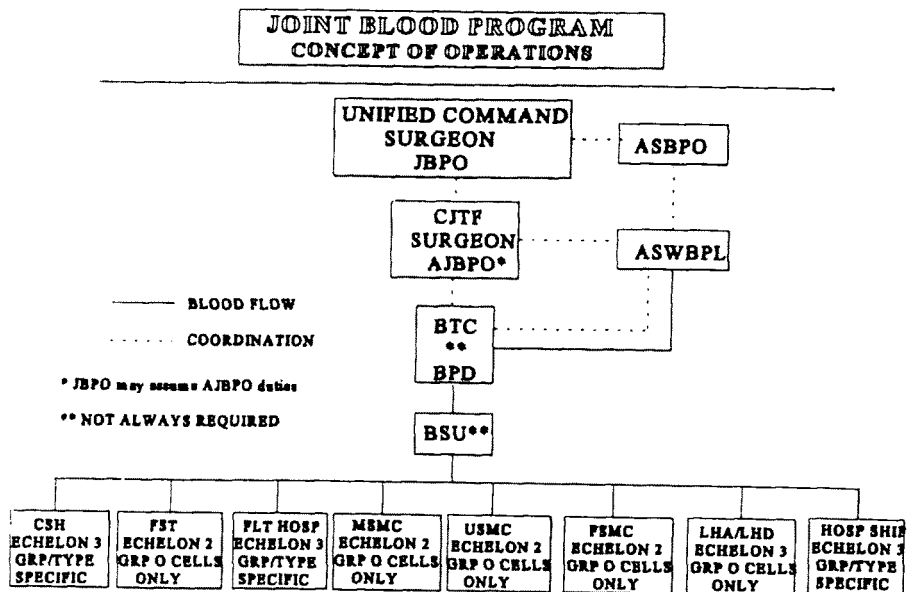 JOINT BLOOD PROGRAM
CONCEPT OF OPERATIONS
UNIFIED COMMAND
SURGEON
JBPO
ASBPO
CJTF
SURGEON
AJBPO*
ASWBPL
BLOOD FLOW
COORDINATION
BTC
**
BPD
* JBPO may assume AJBPO duties
** NOT ALWAYS REQUIRED
BSU**
CSH
ECHELON 3
GRP/TYPE
SPECIFIC
FST
ECHELON 2
GRP O CELLS
ONLY
FLT HOSP
ECHELON 3
GRP/TYPE
SPECIFIC
MSMC
ECHELON 2
GRP O CELLS
ONLY
USMC
ECHELON 2
GRP O CELLS
ONLY
FSMC
ECHELON 2
GRP O CELLS
ONLY
LHA/LHD
ECHELON 3
GRP O CELLS
ONLY
HOSP SHIP
ECHELON 3
GRP/TYPE
SPECIFIC